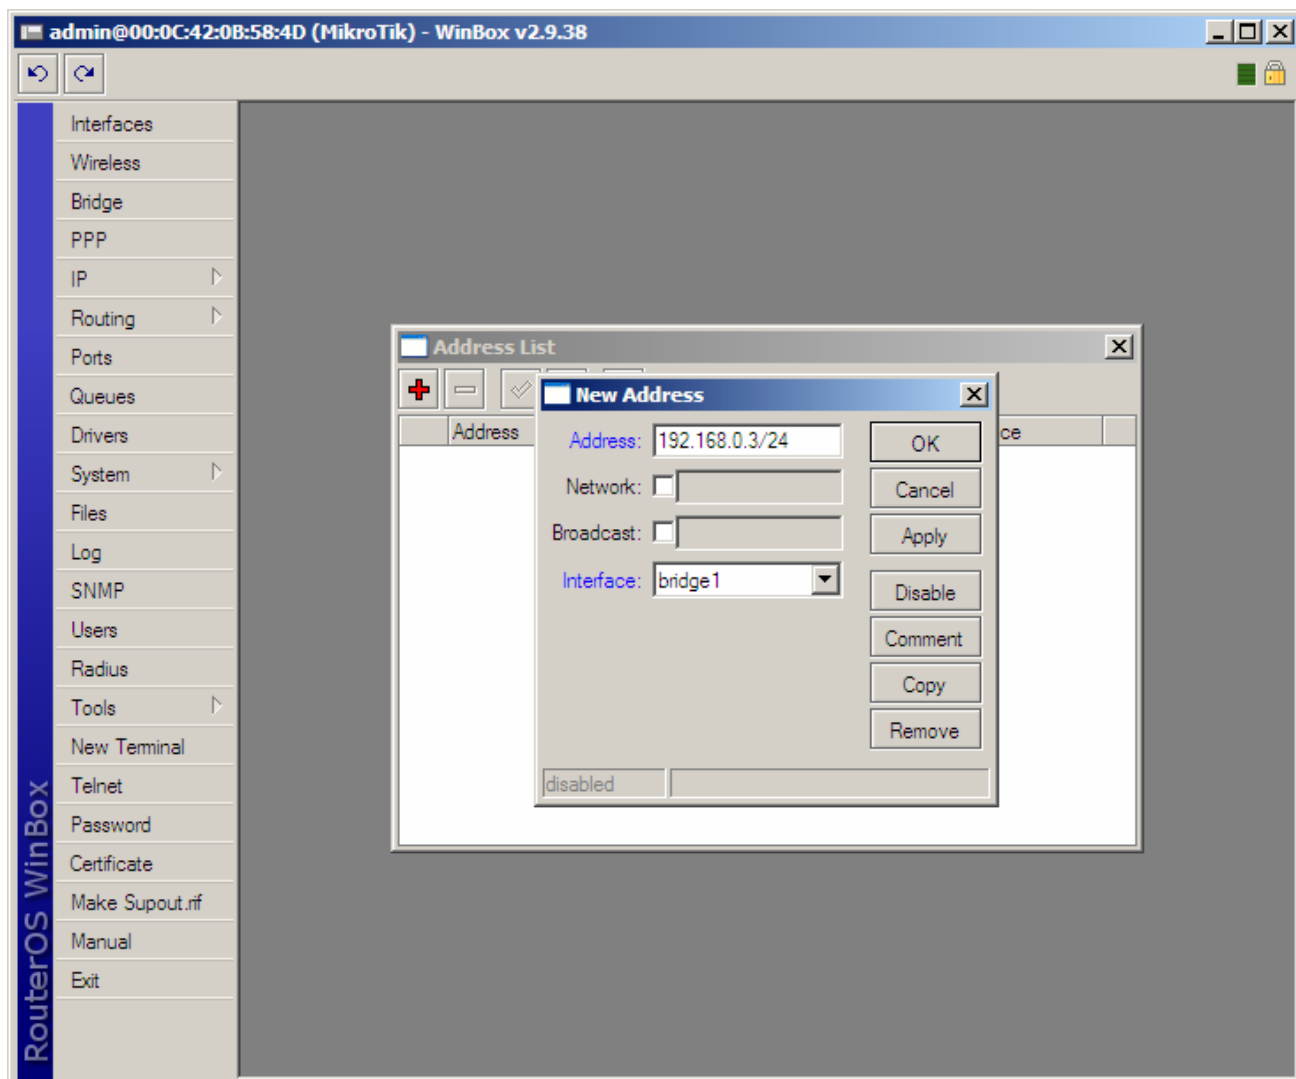 admin@00:0C:42:0B:58:4D (MikroTik) - WinBox v2.9.38
Interfaces
Wireless
Bridge
PPP
IP
Routing
Ports
Queues
Drivers
System
Files
Log
SNMP
Users
Radius
Tools
New Terminal
Telnet
Password
Certificate
Make Supout.rif
Manual
Exit
RouterOS WinBox
Address List
Address
ce
New Address
Address: 192.168.0.3/24
Network:
Broadcast:
Interface: bridge1
OK
Cancel
Apply
Disable
Comment
Copy
Remove
disabled